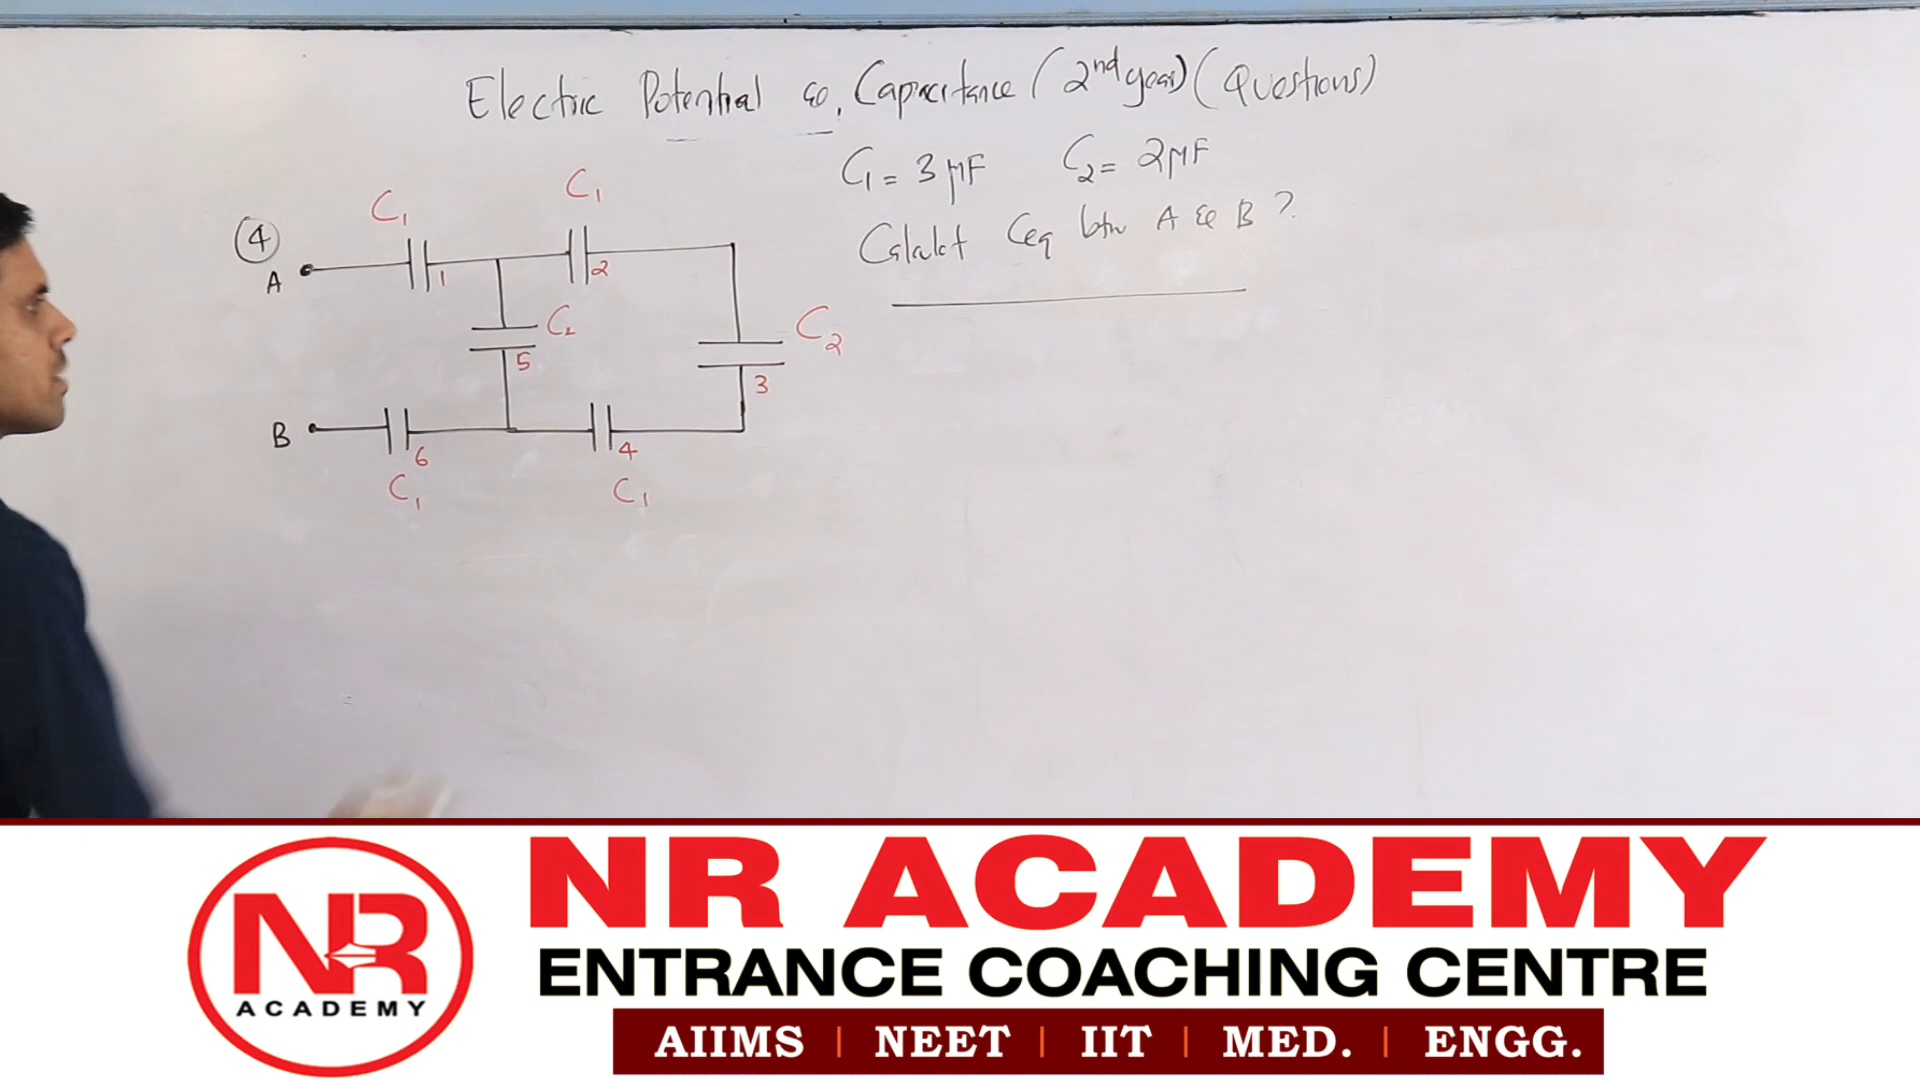 Electric Potential & Capacitance (2nd year) (Questions)
C1 = 3 μF C2 = 2 μF
Calculat Ceq btw A & B ?
4
C1
C1
A
1
2
C2
5
C2
3
B
6
4
C1
C1
NR
ACADEMY
NR ACADEMY
ENTRANCE COACHING CENTRE
AIIMS | NEET | IIT | MED. | ENGG.